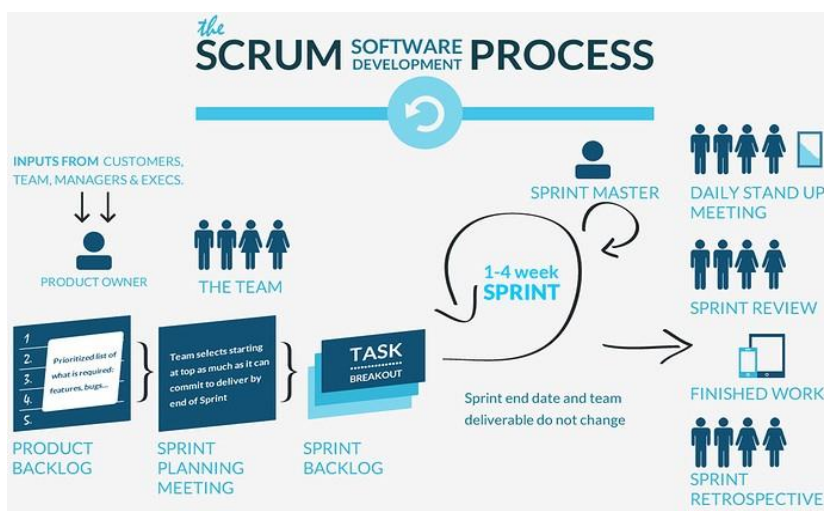 the
SCRUM SOFTWARE DEVELOPMENT PROCESS
INPUTS FROM CUSTOMERS,
TEAM, MANAGERS & EXECS.
PRODUCT OWNER
THE TEAM
1.
2.
3.
4.
5.
Prioritized list of
what is required:
features, bugs...
PRODUCT
BACKLOG
Team selects starting
at top as much as it can
commit to deliver by
end of Sprint
SPRINT
PLANNING
MEETING
TASK
BREAKOUT
SPRINT
BACKLOG
1-4 week
SPRINT
Sprint end date and team
deliverable do not change
SPRINT MASTER
DAILY STAND UP
MEETING
SPRINT REVIEW
FINISHED WORK
SPRINT
RETROSPECTIVE